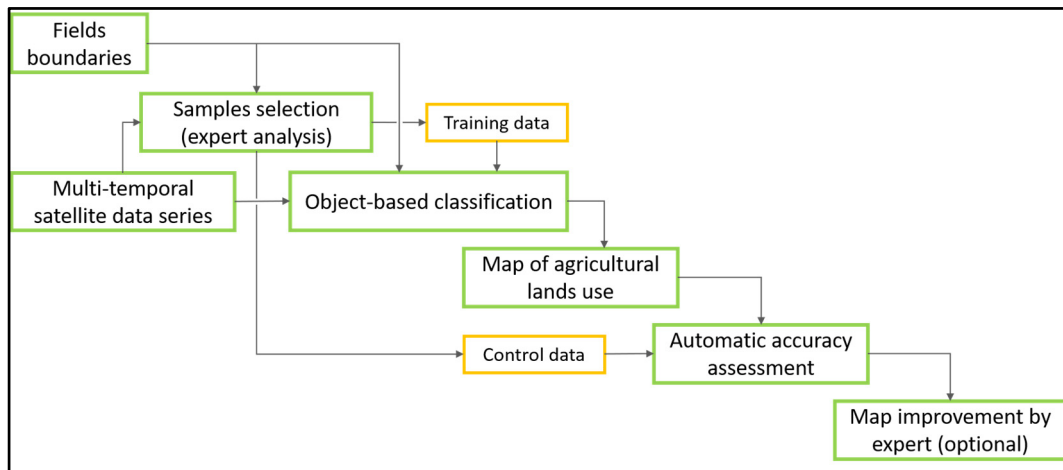 Fields
boundaries
Samples selection
(expert analysis)
Training data
Multi-temporal
satellite data series
Object-based classification
Map of agricultural
lands use
Control data
Automatic accuracy
assessment
Map improvement by
expert (optional)